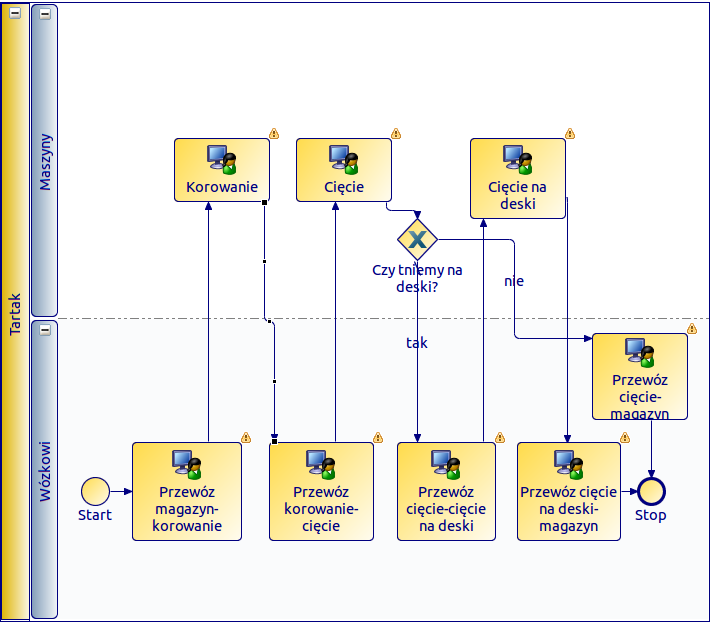 Tartak
Maszyny
Korowanie
Cięcie
Cięcie na
deski
Czy tniemy na
deski?
nie
tak
Wózkowi
Przewóz
cięcie-
magazyn
Start
Przewóz
magazyn-
korowanie
Przewóz
korowanie-
cięcie
Przewóz
cięcie-cięcie
na deski
Przewóz cięcie
na deski-
magazyn
Stop